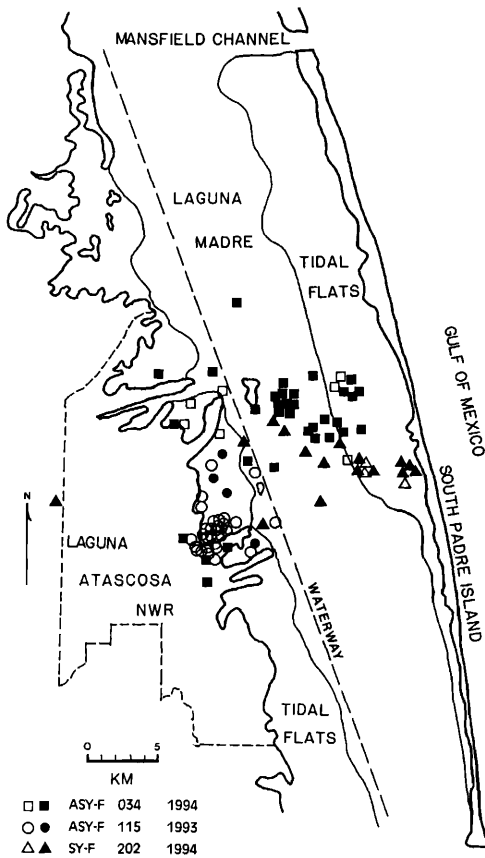 MANSFIELD CHANNEL
LAGUNA
MADRE
TIDAL
FLATS
GULF OF MEXICO
SOUTH PADRE ISLAND
N
LAGUNA
ATASCOSA
NWR
WATERWAY
TIDAL
FLATS
0 5
KM
ASY-F 034 1994
ASY-F 115 1993
SY-F 202 1994